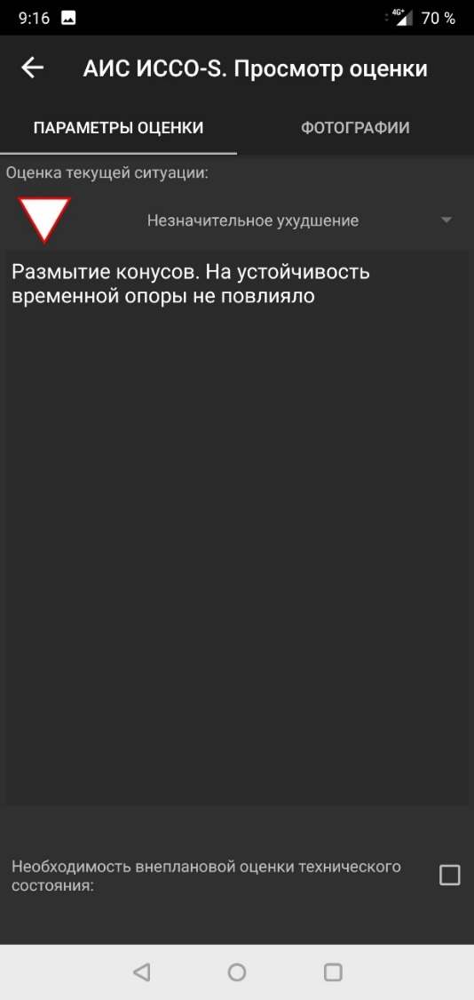 9:16 4G+ 70 %
АИС ИССО-S. Просмотр оценки
ПАРАМЕТРЫ ОЦЕНКИ ФОТОГРАФИИ
Оценка текущей ситуации:
Незначительное ухудшение
Размытие конусов. На устойчивость
временной опоры не повлияло
Необходимость внеплановой оценки технического
состояния: